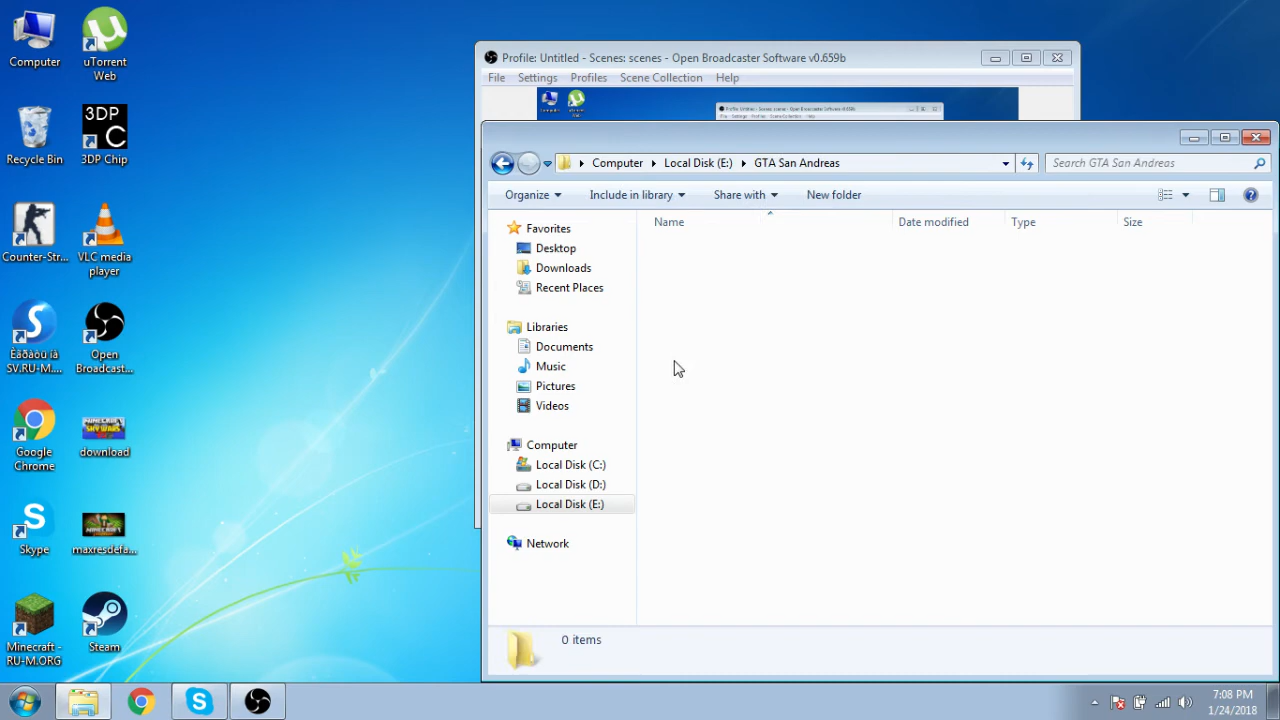 Computer
uTorrent
Web
Recycle Bin
3DP
C
3DP Chip
Counter-Str...
VLC media
player
Èãðàòü íà
SV.RU-M....
Open
Broadcast...
Google
Chrome
download
Skype
maxresdefa...
Minecraft -
RU-M.ORG
Steam
Profile: Untitled - Scenes: scenes - Open Broadcaster Software v0.659b
File Settings Profiles Scene Collection Help
Computer Local Disk (E:) GTA San Andreas
Search GTA San Andreas
Organize Include in library Share with New folder
Name Date modified Type Size
Favorites
Desktop
Downloads
Recent Places
Libraries
Documents
Music
Pictures
Videos
Computer
Local Disk (C:)
Local Disk (D:)
Local Disk (E:)
Network
0 items
7:08 PM
1/24/2018